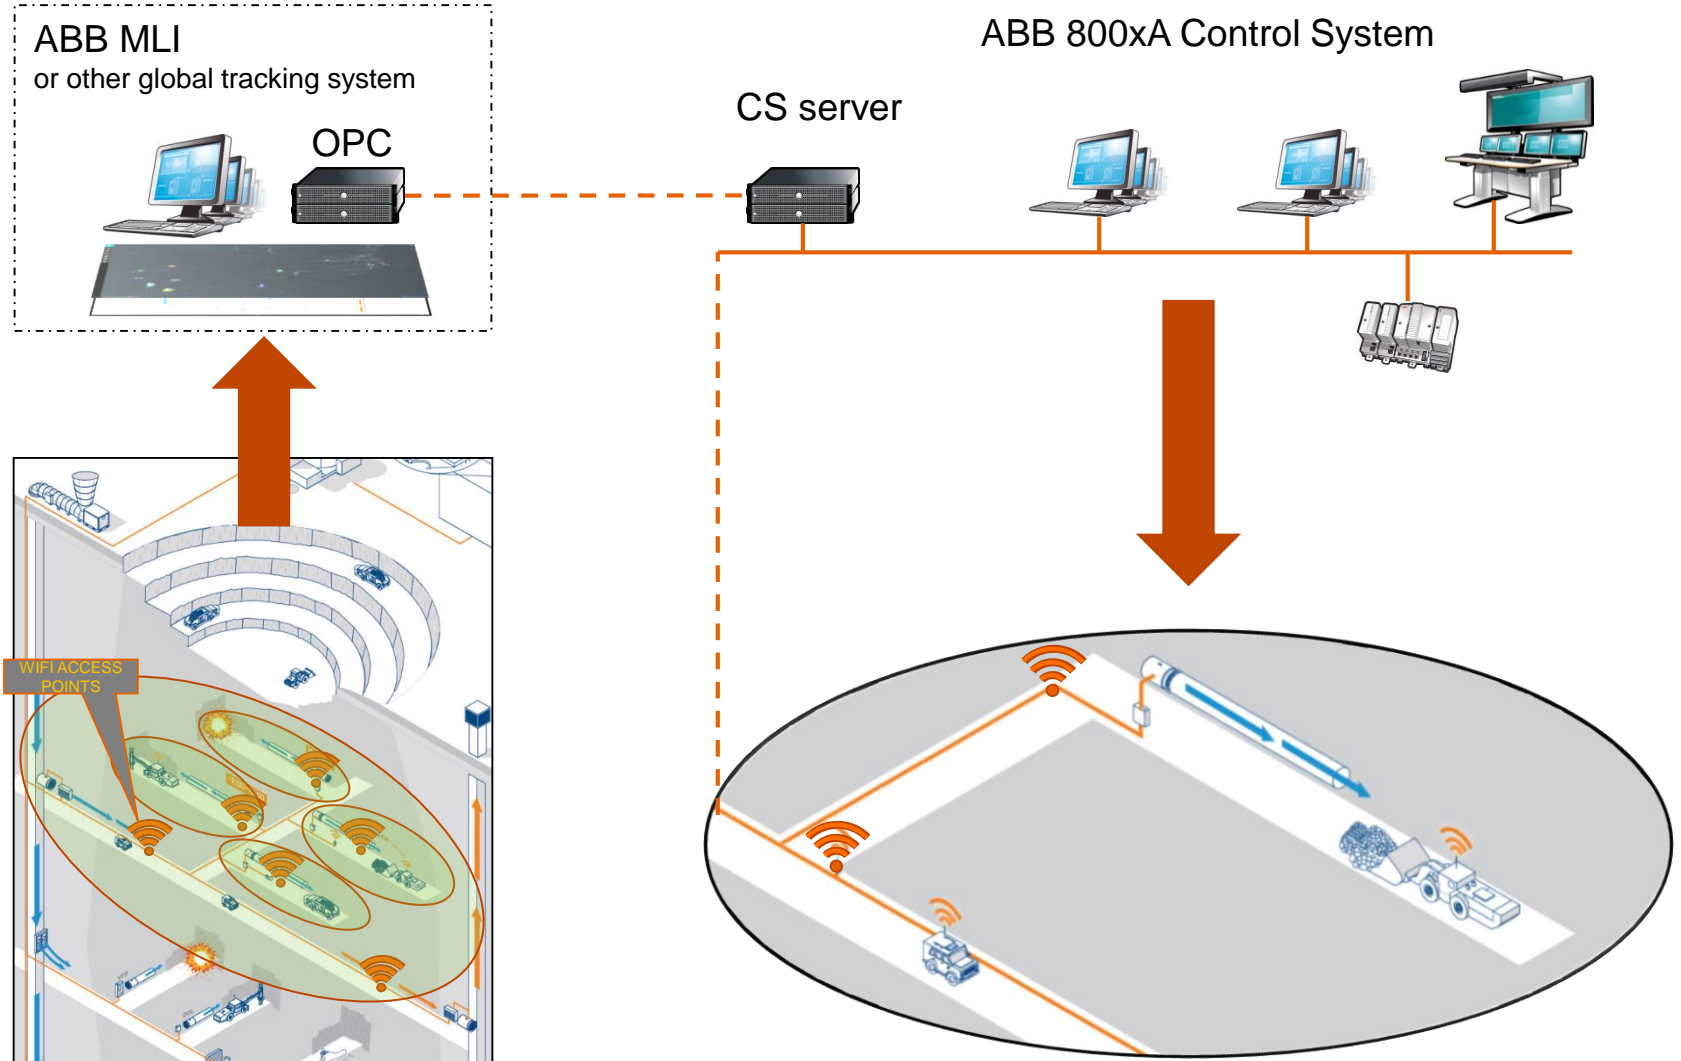 ABB MLI
or other global tracking system
OPC
CS server
ABB 800xA Control System
WIFI ACCESS
POINTS